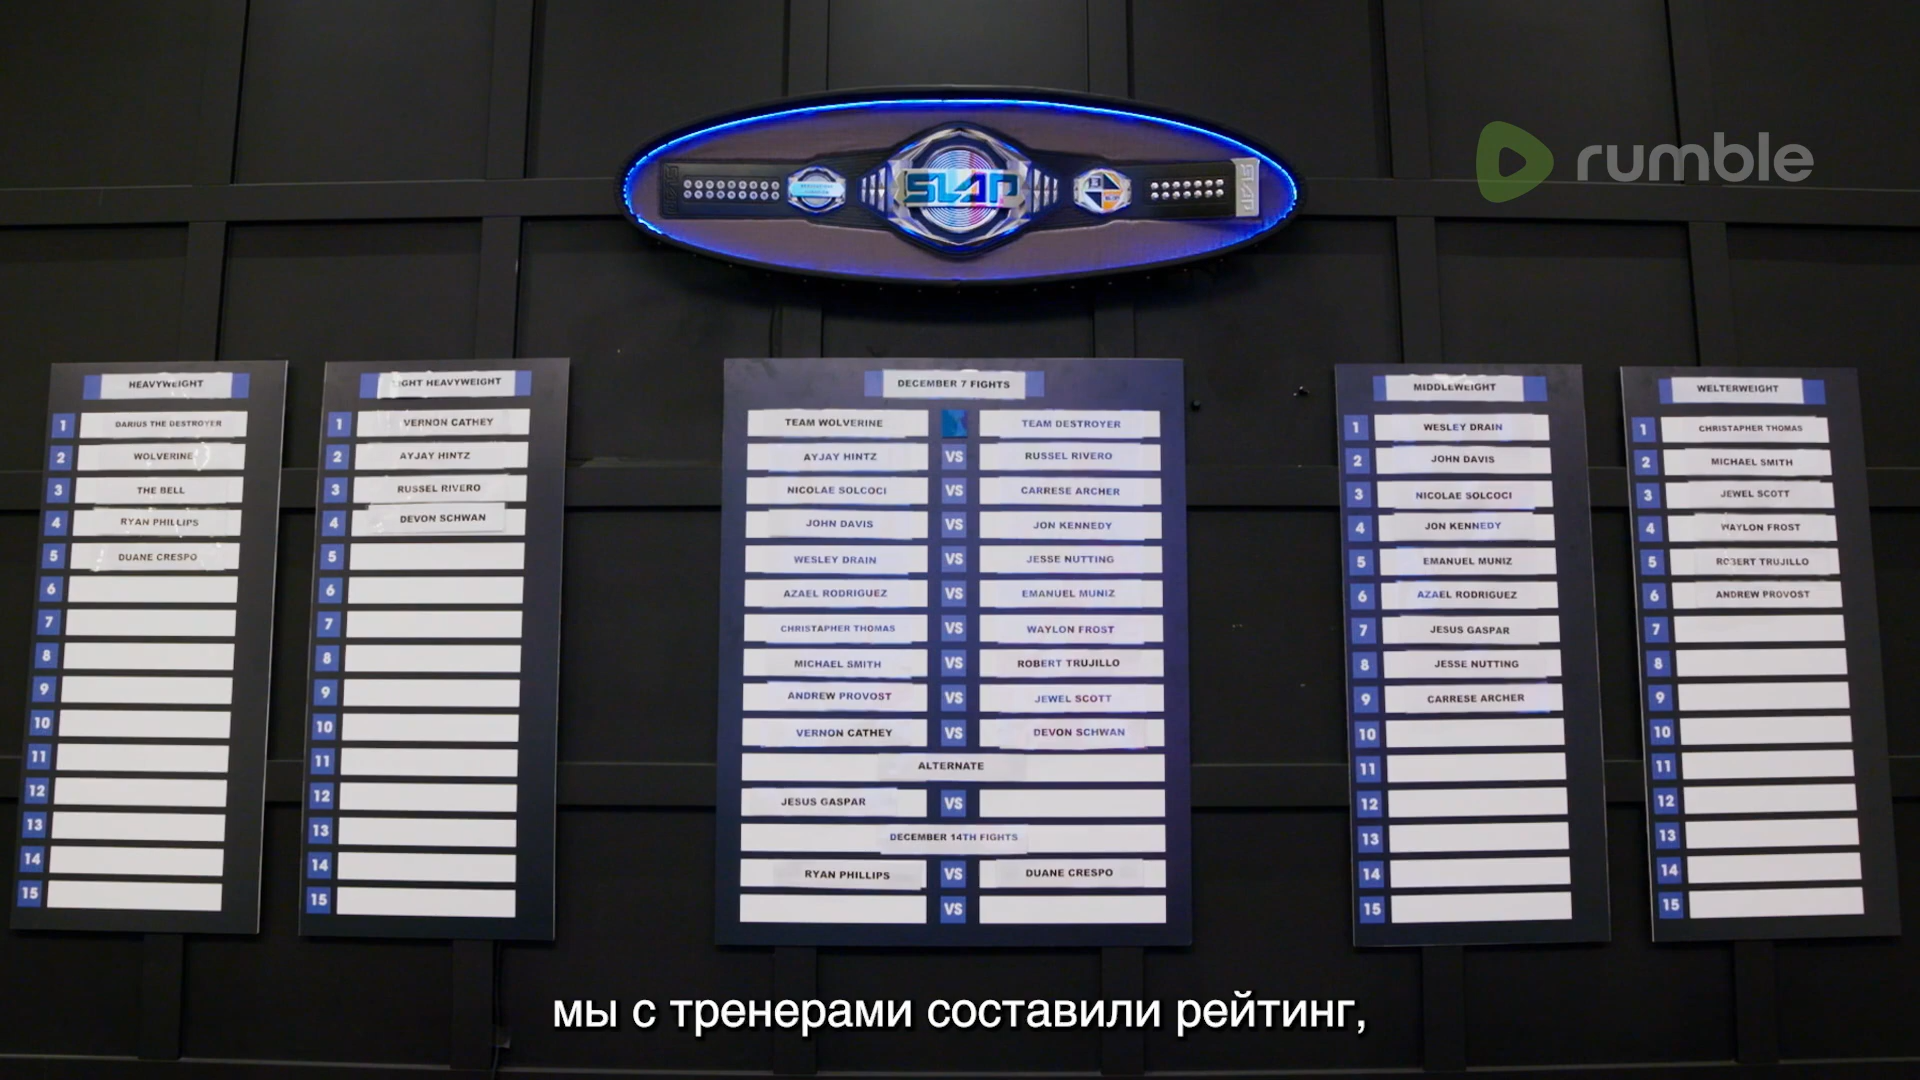 rumble
SLAP
HEAVYWEIGHT
1 DARIUS THE DESTROYER
2 WOLVERINE
3 THE BELL
4 RYAN PHILLIPS
5 DUANE CRESPO
6
7
8
9
10
11
12
13
14
15
LIGHT HEAVYWEIGHT
1 VERNON CATHEY
2 AYJAY HINTZ
3 RUSSEL RIVERO
4 DEVON SCHWAN
5
6
7
8
9
10
11
12
13
14
15
DECEMBER 7 FIGHTS
TEAM WOLVERINE TEAM DESTROYER
AYJAY HINTZ VS RUSSEL RIVERO
NICOLAE SOLCOCI VS CARRESE ARCHER
JOHN DAVIS VS JON KENNEDY
WESLEY DRAIN VS JESSE NUTTING
AZAEL RODRIGUEZ VS EMANUEL MUNIZ
CHRISTAPHER THOMAS VS WAYLON FROST
MICHAEL SMITH VS ROBERT TRUJILLO
ANDREW PROVOST VS JEWEL SCOTT
VERNON CATHEY VS DEVON SCHWAN
ALTERNATE
JESUS GASPAR VS
DECEMBER 14TH FIGHTS
RYAN PHILLIPS VS DUANE CRESPO
VS
MIDDLEWEIGHT
1 WESLEY DRAIN
2 JOHN DAVIS
3 NICOLAE SOLCOCI
4 JON KENNEDY
5 EMANUEL MUNIZ
6 AZAEL RODRIGUEZ
7 JESUS GASPAR
8 JESSE NUTTING
9 CARRESE ARCHER
10
11
12
13
14
15
WELTERWEIGHT
1 CHRISTAPHER THOMAS
2 MICHAEL SMITH
3 JEWEL SCOTT
4 WAYLON FROST
5 ROBERT TRUJILLO
6 ANDREW PROVOST
7
8
9
10
11
12
13
14
15
мы с тренерами составили рейтинг,